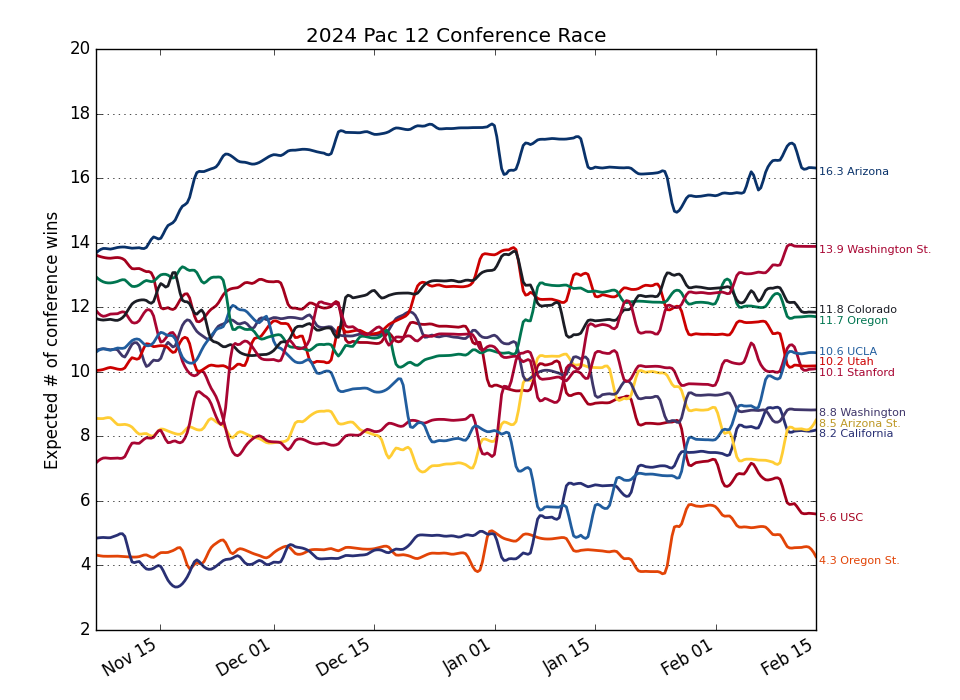 2024 Pac 12 Conference Race
Expected # of conference wins
20
18
16
14
12
10
8
6
4
2
16.3 Arizona
13.9 Washington St.
11.8 Colorado
11.7 Oregon
10.6 UCLA
10.2 Utah
10.1 Stanford
8.8 Washington
8.5 Arizona St.
8.2 California
5.6 USC
4.3 Oregon St.
Nov 15
Dec 01
Dec 15
Jan 01
Jan 15
Feb 01
Feb 15